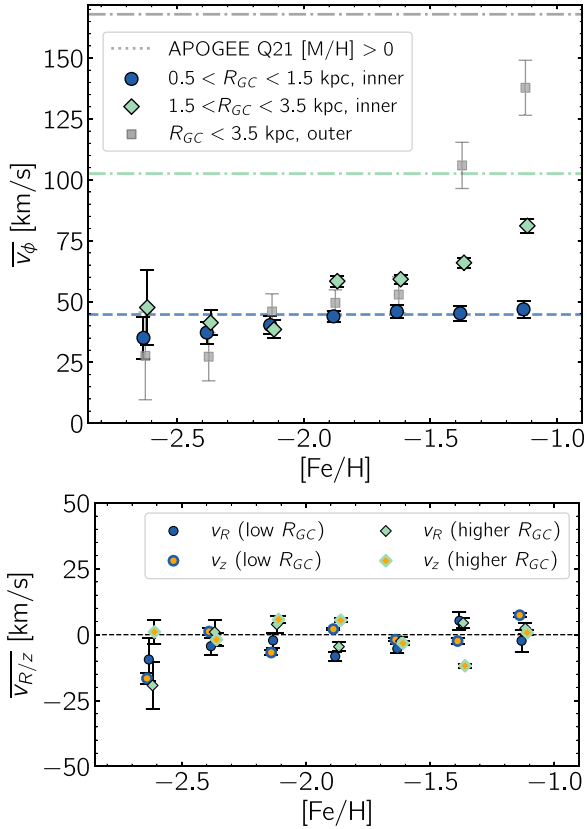 APOGEE Q21 [M/H] > 0
0.5 < R_GC < 1.5 kpc, inner
1.5 < R_GC < 3.5 kpc, inner
R_GC < 3.5 kpc, outer
150
125
100
75
50
25
0
v_ϕ [km/s]
-2.5 -2.0 -1.5 -1.0
[Fe/H]
v_R (low R_GC) v_R (higher R_GC)
v_z (low R_GC) v_z (higher R_GC)
50
25
0
-25
-50
v_R/z [km/s]
-2.5 -2.0 -1.5 -1.0
[Fe/H]